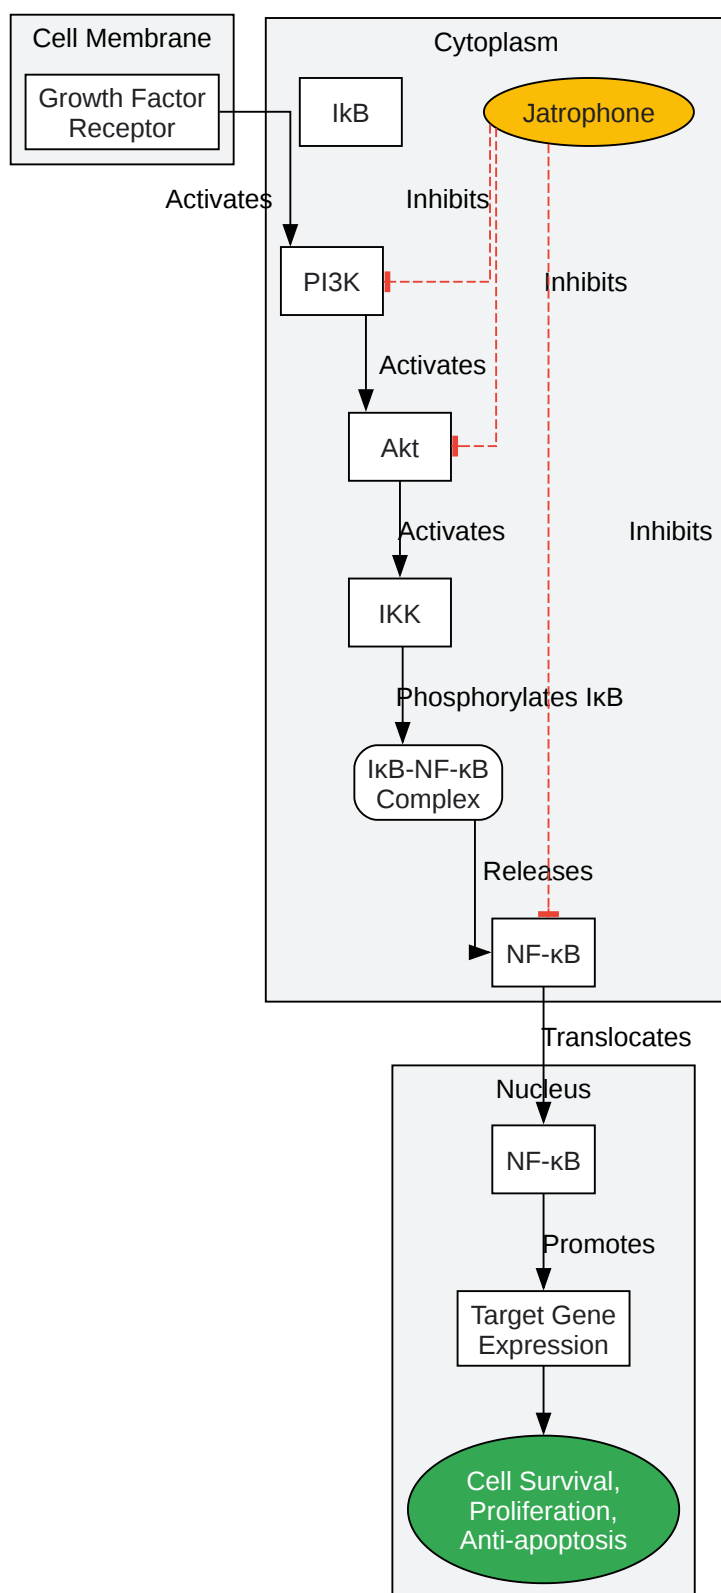 Cell Membrane
Cytoplasm
Growth Factor
Receptor
IkB
Jatrophone
Activates
Inhibits
PI3K
Inhibits
Activates
Akt
Activates
Inhibits
IKK
Phosphorylates IκB
IκB-NF-κB
Complex
Releases
NF-κB
Translocates
Nucleus
NF-κB
Promotes
Target Gene
Expression
Cell Survival,
Proliferation,
Anti-apoptosis